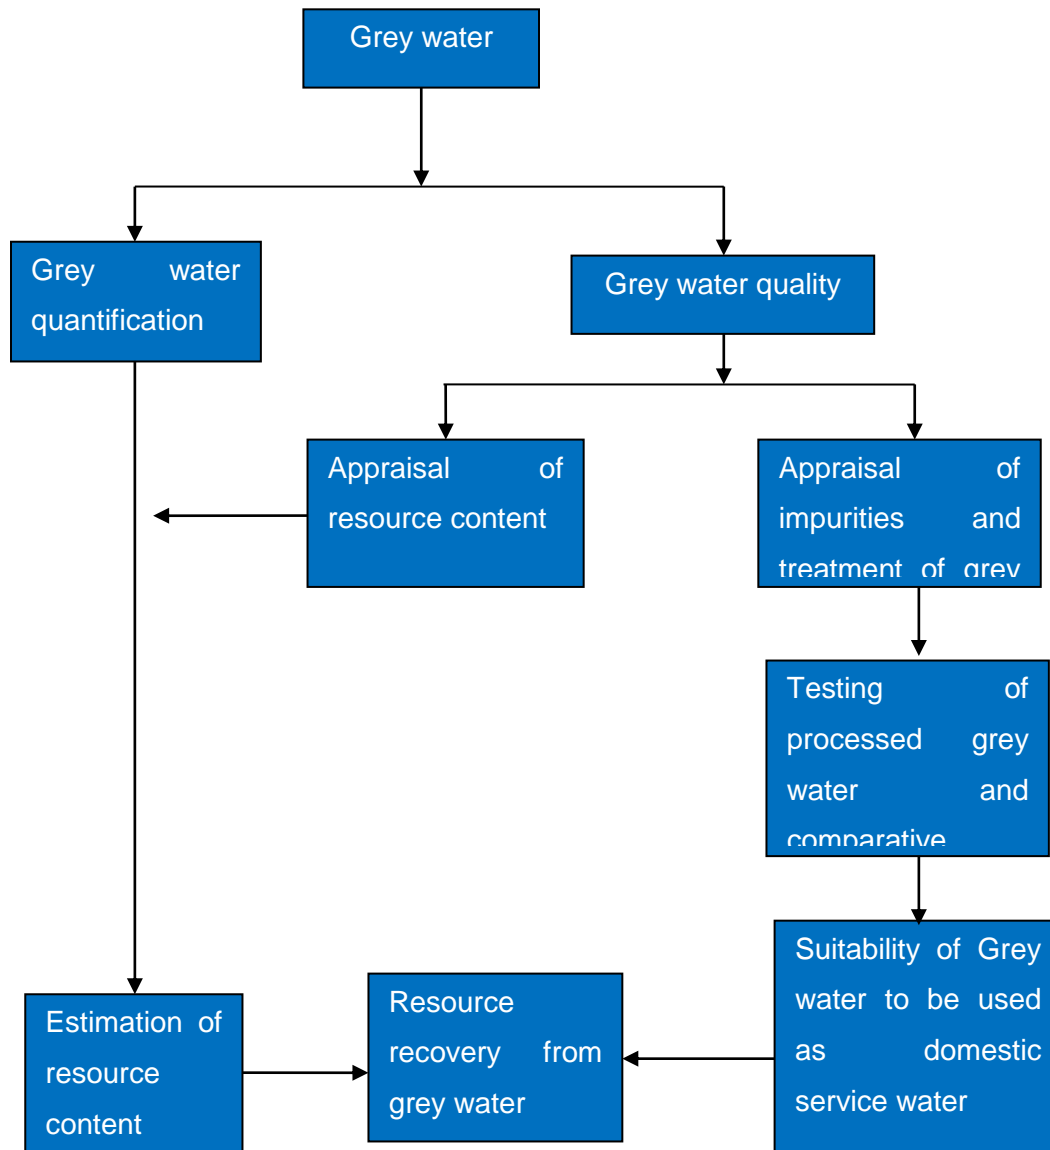 Grey water
Grey water
quantification
Grey water quality
Appraisal of
resource content
Appraisal of
impurities and
treatment of grey
Testing of
processed grey
water and
comparative
Suitability of Grey
water to be used
as domestic
service water
Estimation of
resource
content
Resource
recovery from
grey water